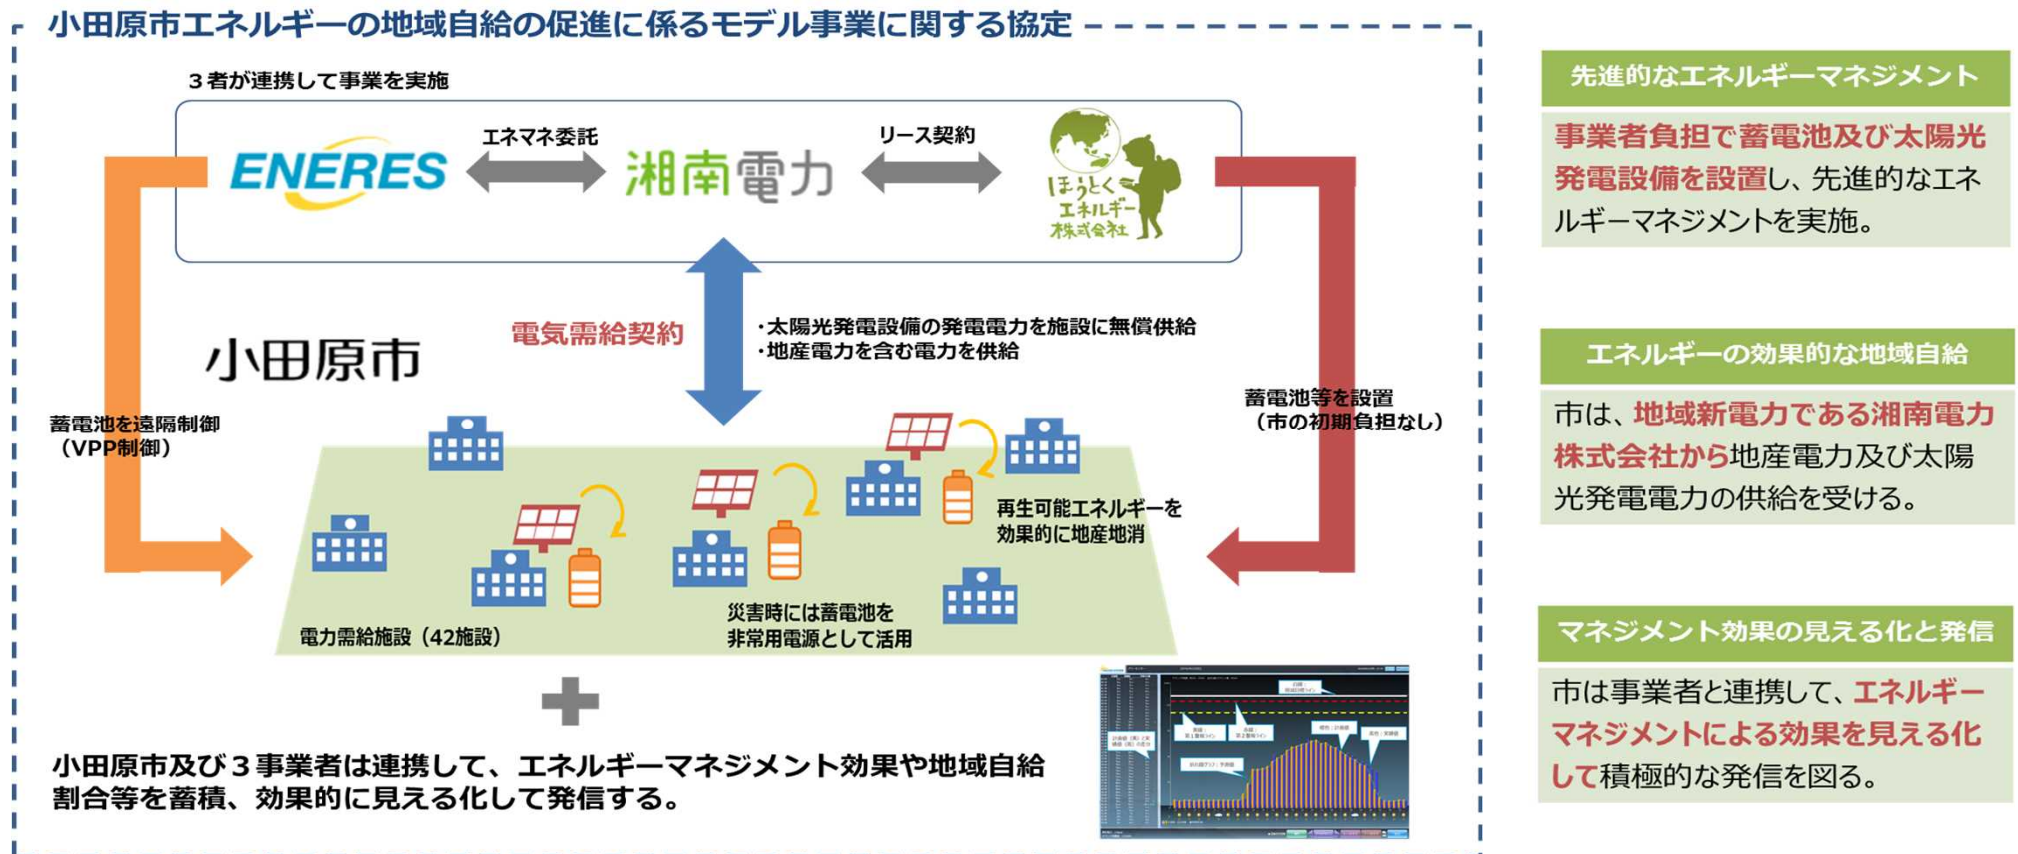 小田原市エネルギーの地域自給の促進に係るモデル事業に関する協定
３者が連携して事業を実施
ENERES
エネマネ委託
湘南電力
リース契約
ほうとく
エネルギー
株式会社
小田原市
電気需給契約
・太陽光発電設備の発電電力を施設に無償供給
・地産電力を含む電力を供給
蓄電池を遠隔制御
（VPP制御）
蓄電池等を設置
（市の初期負担なし）
再生可能エネルギーを
効果的に地産地消
災害時には蓄電池を
非常用電源として活用
電力需給施設（42施設）
小田原市及び３事業者は連携して、エネルギーマネジメント効果や地域自給
割合等を蓄積、効果的に見える化して発信する。
先進的なエネルギーマネジメント
事業者負担で蓄電池及び太陽光
発電設備を設置し、先進的なエネ
ルギーマネジメントを実施。
エネルギーの効果的な地域自給
市は、地域新電力である湘南電力
株式会社から地産電力及び太陽
光発電電力の供給を受ける。
マネジメント効果の見える化と発信
市は事業者と連携して、エネルギー
マネジメントによる効果を見える化
して積極的な発信を図る。